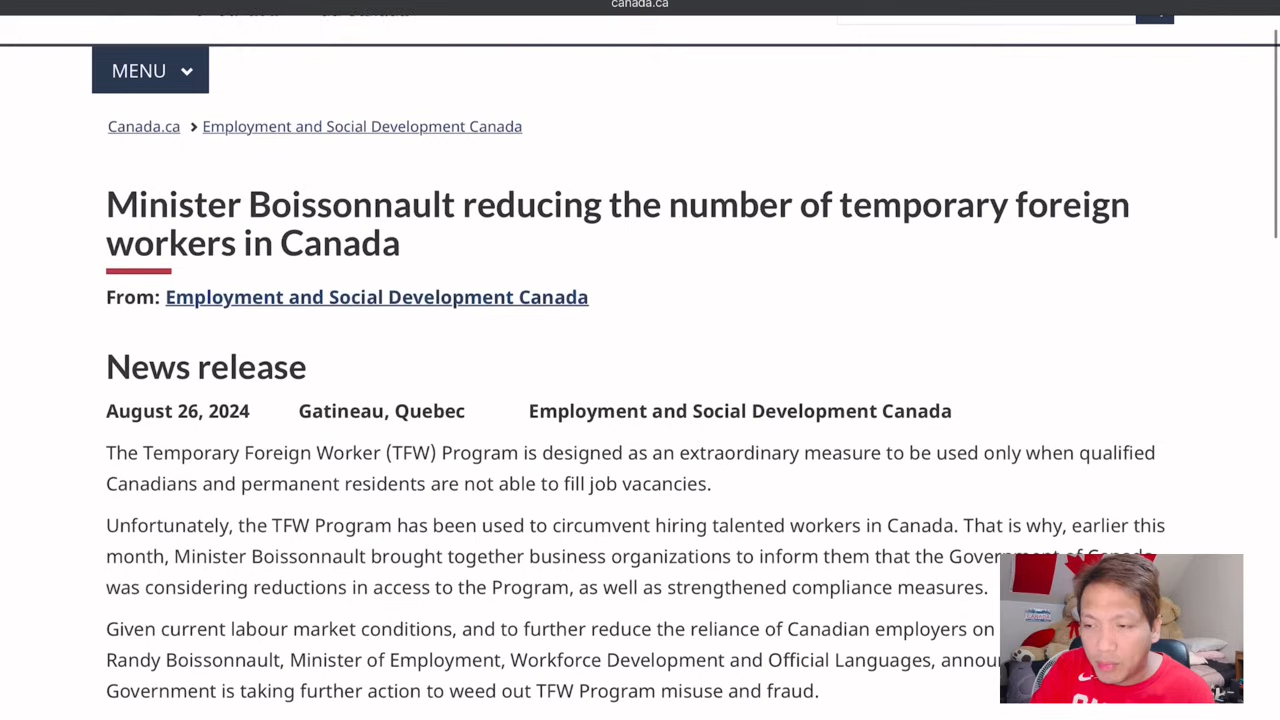 canada.ca
MENU
Canada.ca > Employment and Social Development Canada
Minister Boissonnault reducing the number of temporary foreign
workers in Canada
From: Employment and Social Development Canada
News release
August 26, 2024 Gatineau, Quebec Employment and Social Development Canada
The Temporary Foreign Worker (TFW) Program is designed as an extraordinary measure to be used only when qualified
Canadians and permanent residents are not able to fill job vacancies.
Unfortunately, the TFW Program has been used to circumvent hiring talented workers in Canada. That is why, earlier this
month, Minister Boissonnault brought together business organizations to inform them that the Government of Canada
was considering reductions in access to the Program, as well as strengthened compliance measures.
Given current labour market conditions, and to further reduce the reliance of Canadian employers on
Randy Boissonnault, Minister of Employment, Workforce Development and Official Languages,
Government is taking further action to weed out TFW Program misuse and fraud.